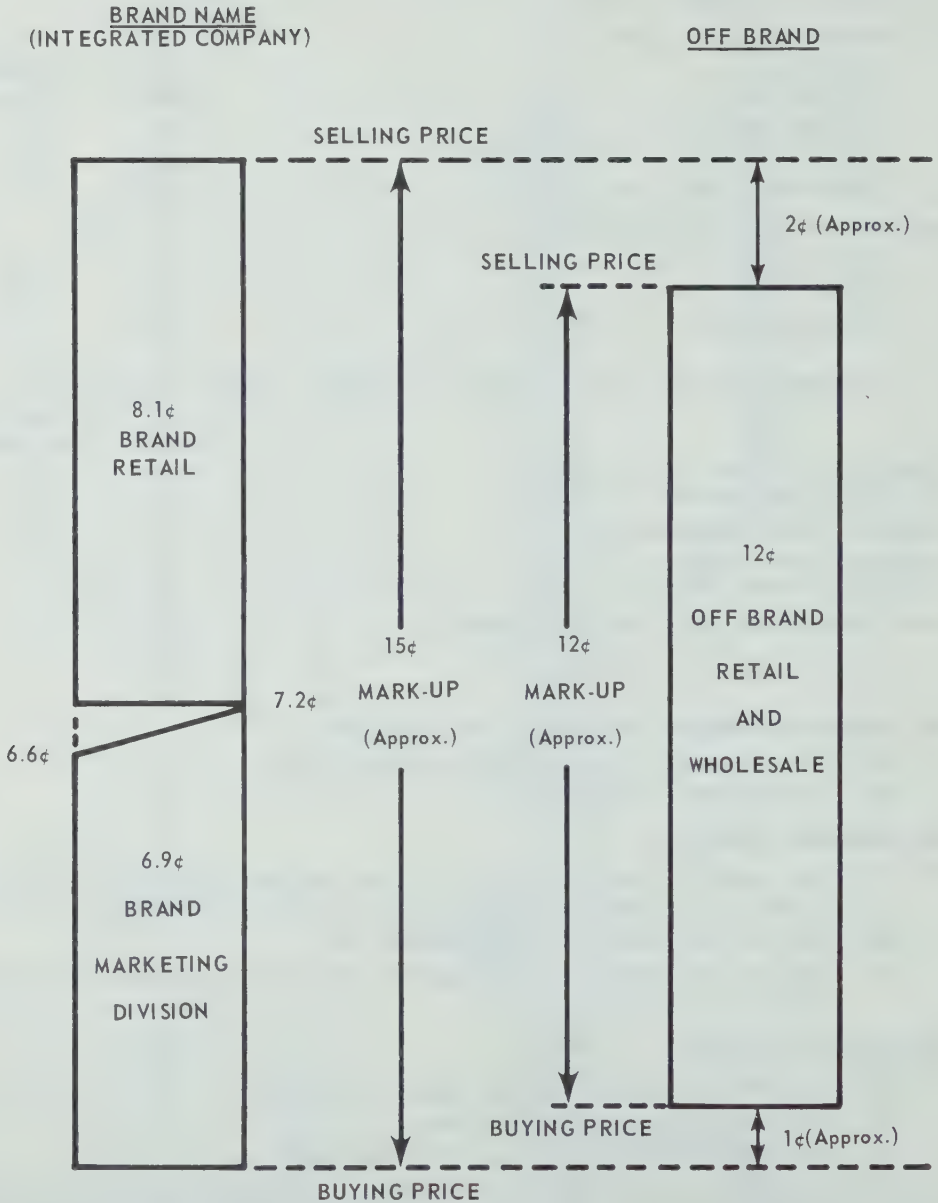 BRAND NAME
(INTEGRATED COMPANY)
OFF BRAND
SELLING PRICE
2¢ (Approx.)
SELLING PRICE
8.1¢
BRAND
RETAIL
12¢
OFF BRAND
RETAIL
AND
WHOLESALE
15¢
MARK-UP
(Approx.)
12¢
MARK-UP
(Approx.)
7.2¢
6.6¢
6.9¢
BRAND
MARKETING
DIVISION
BUYING PRICE
1¢(Approx.)
BUYING PRICE